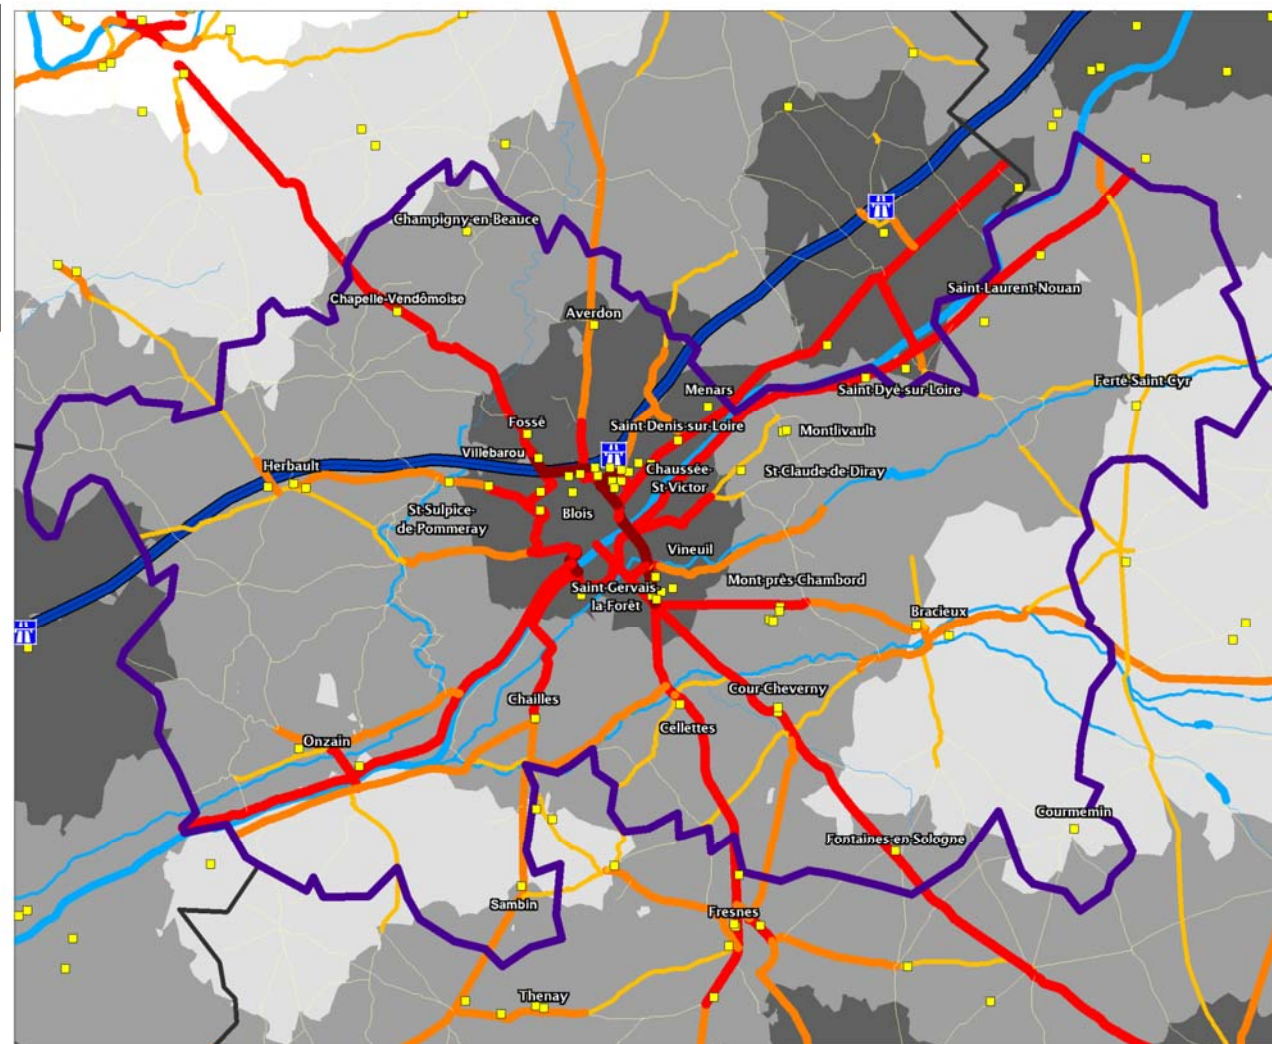 Champigny-en-Beauce
Chapelle-Vendômoise
Saint-Laurent-Nouan
Averdon
Ferté-Saint-Cyr
Menars
Saint-Dyé-sur-Loire
Fossé
Saint-Denis-sur-Loire
Montlivault
Villebarou
Herbault
Chaussée-
St-Victor
St-Claude-de-Diray
St-Sulpice-
de-Pommeray
Blois
Vineuil
Saint-Gervais-
la-Forêt
Mont-près-Chambord
Bracieux
Cour-Cheverny
Chailles
Cellettes
Onzain
Courmemin
Fontaines-en-Sologne
Sambin
Fresnes
Thenay